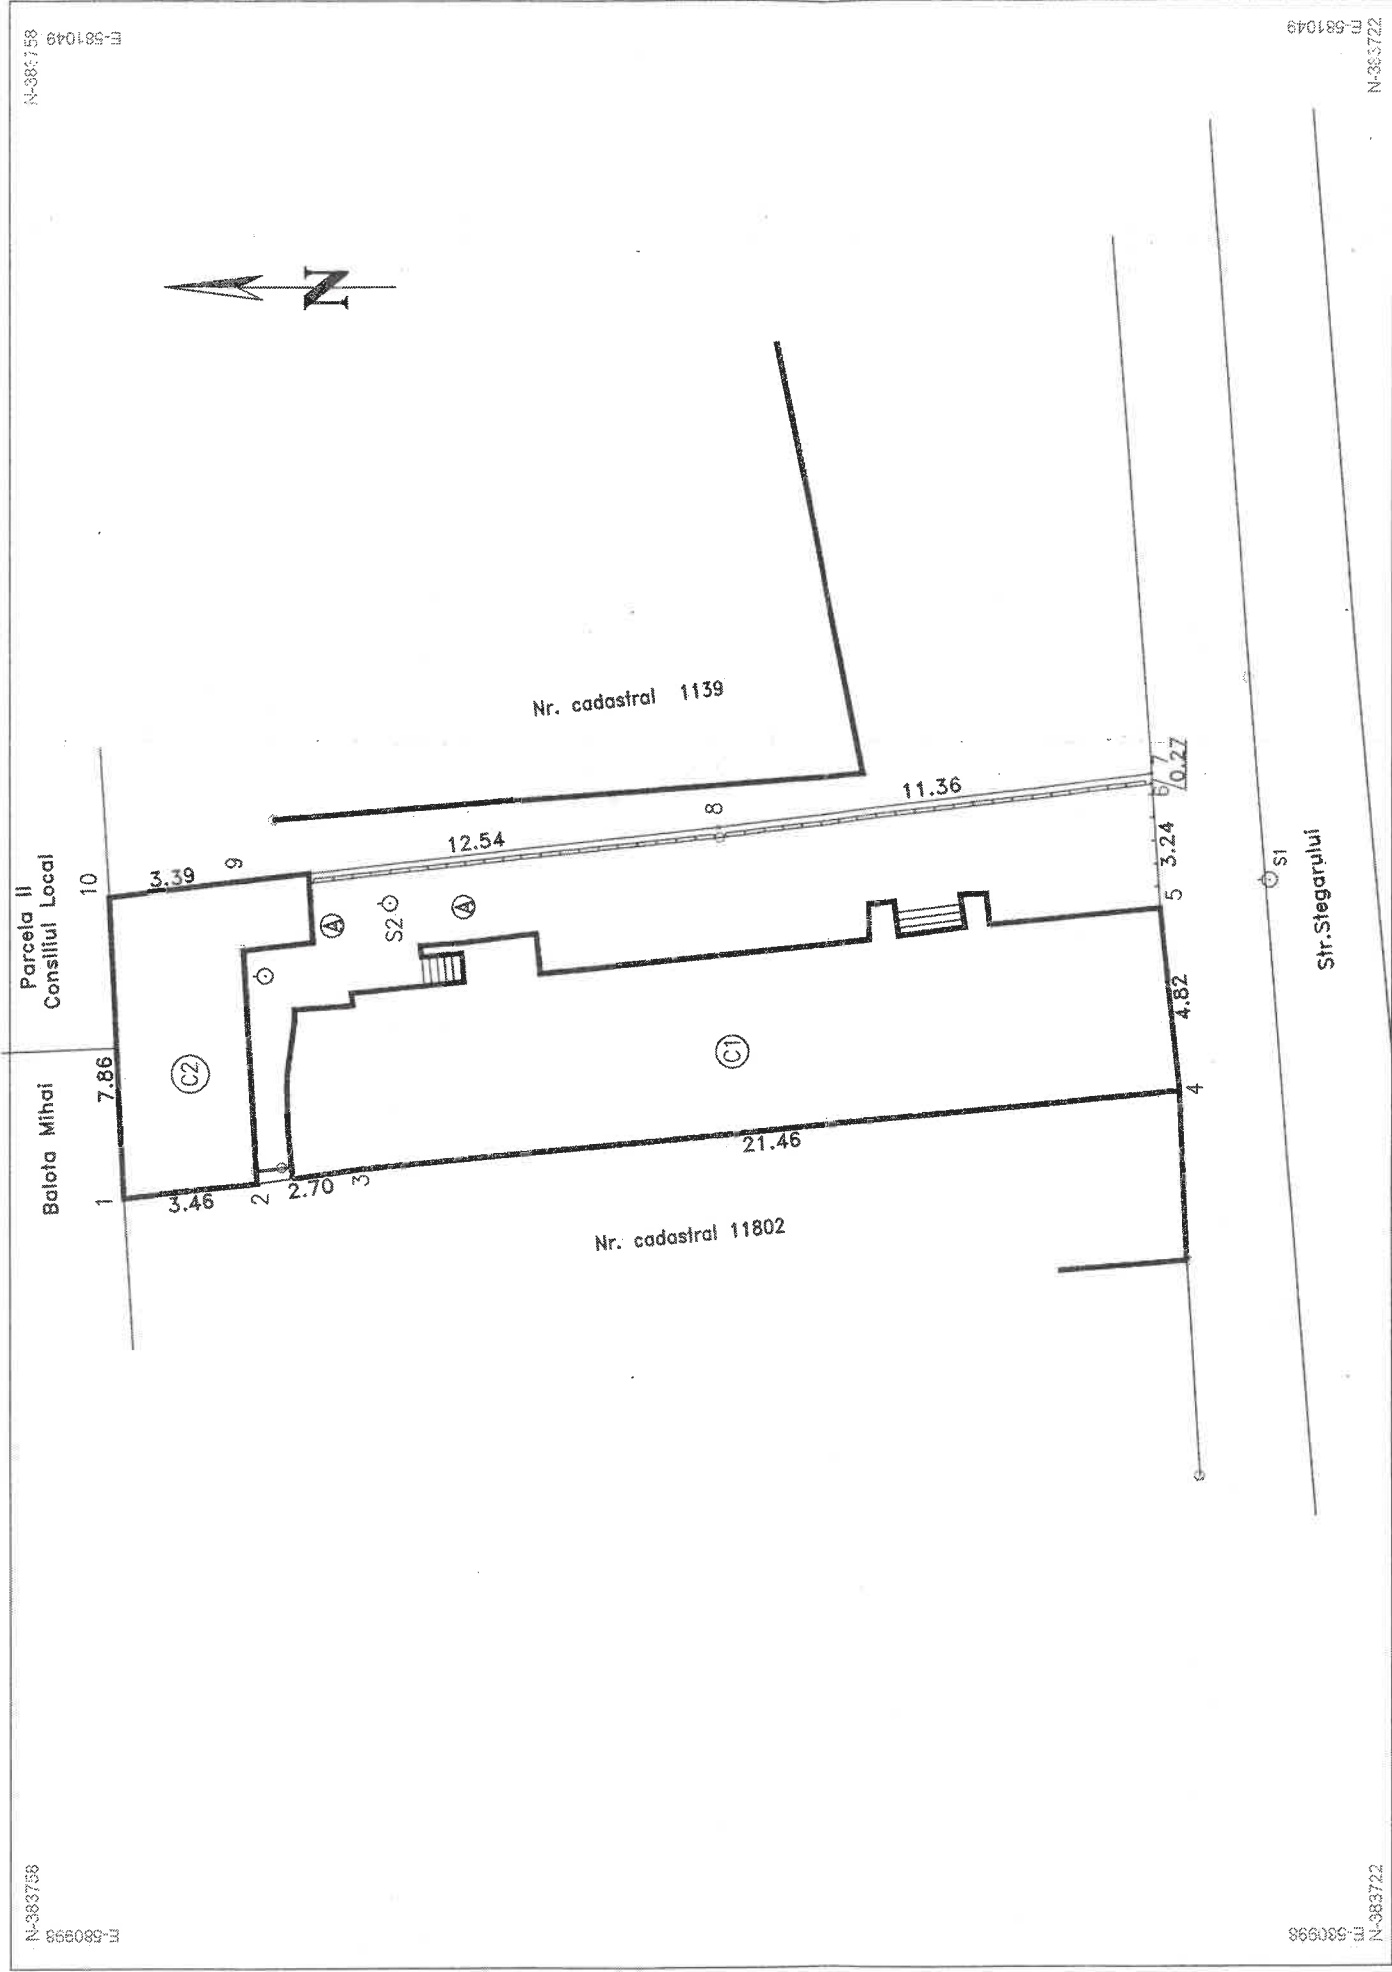 N-383758
E-581049
E-581049
N-383722
N
Parcela II
Consiliul Local
Balota Mihai
10
3.39
9
7.86
1
3.46
2
2.70
3
C2
A
S2
A
12.54
8
11.36
Nr. cadastral 1139
C1
21.46
Nr. cadastral 11802
4
4.82
5
3.24
6
7
0.27
S1
Str.Stegarului
N-383758
E-580998
E-580998
N-383722